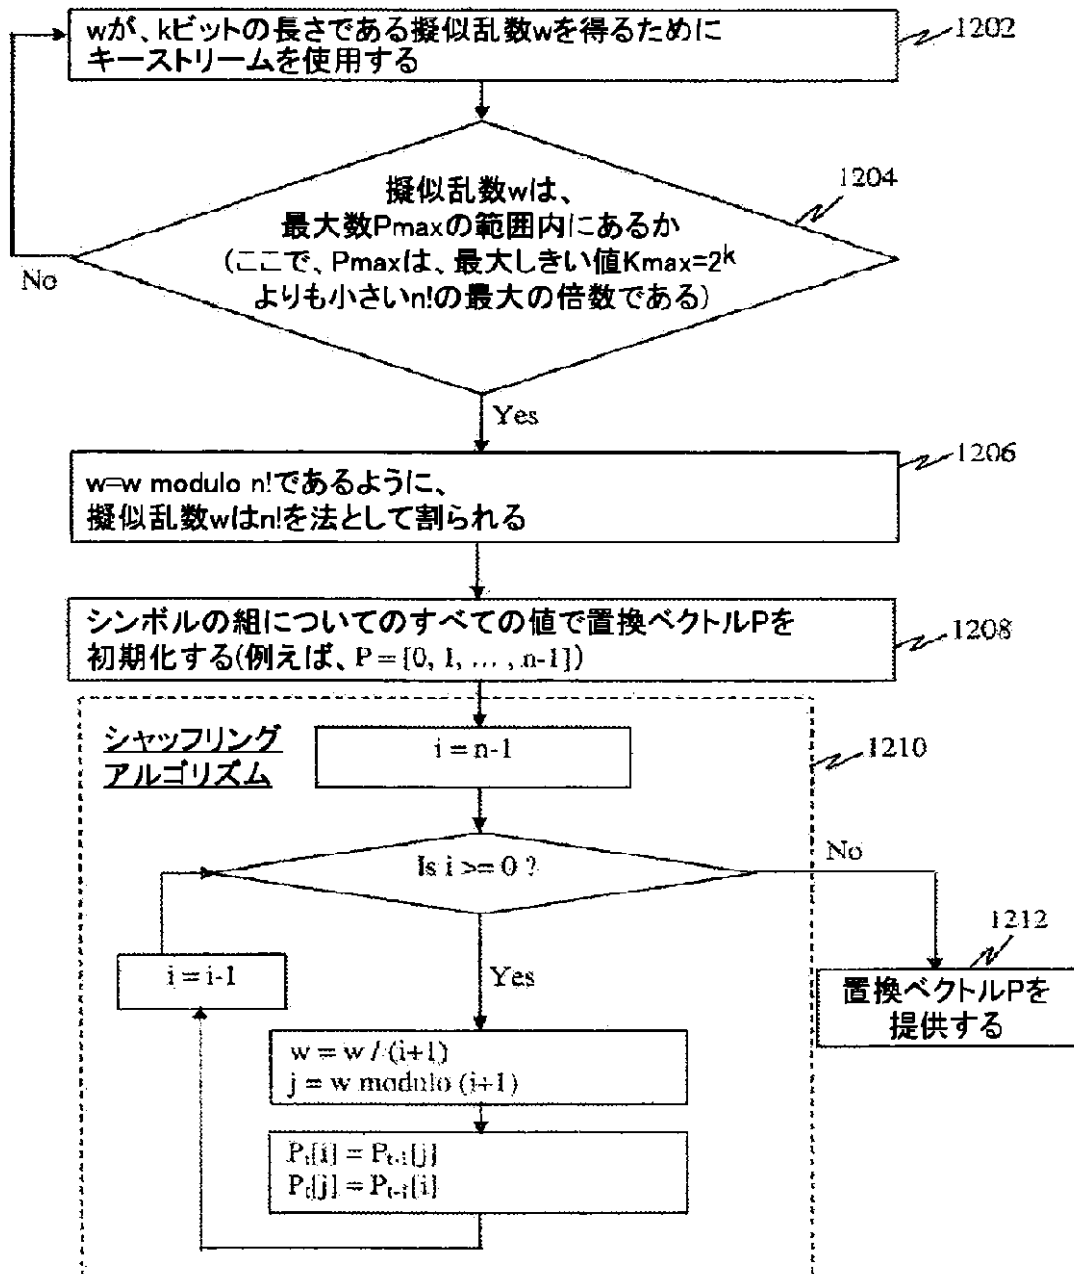 wが、kビットの長さである擬似乱数wを得るために
キーストリームを使用する
1202
擬似乱数wは、
最大数Pmaxの範囲内にあるか
(ここで、Pmaxは、最大しきい値Kmax=2^k
よりも小さいn!の最大の倍数である)
1204
No
Yes
w=w modulo n!であるように、
擬似乱数wはn!を法として割られる
1206
シンボルの組についてのすべての値で置換ベクトルPを
初期化する(例えば、P = [0, 1, … , n-1])
1208
シャッフリング
アルゴリズム
i = n-1
1210
Is i >= 0 ?
No
Yes
i = i-1
1212
置換ベクトルPを
提供する
w = w / (i+1)
j = w modulo (i+1)
Pt[i] = Pt-1[j]
Pt[j] = Pt-1[i]